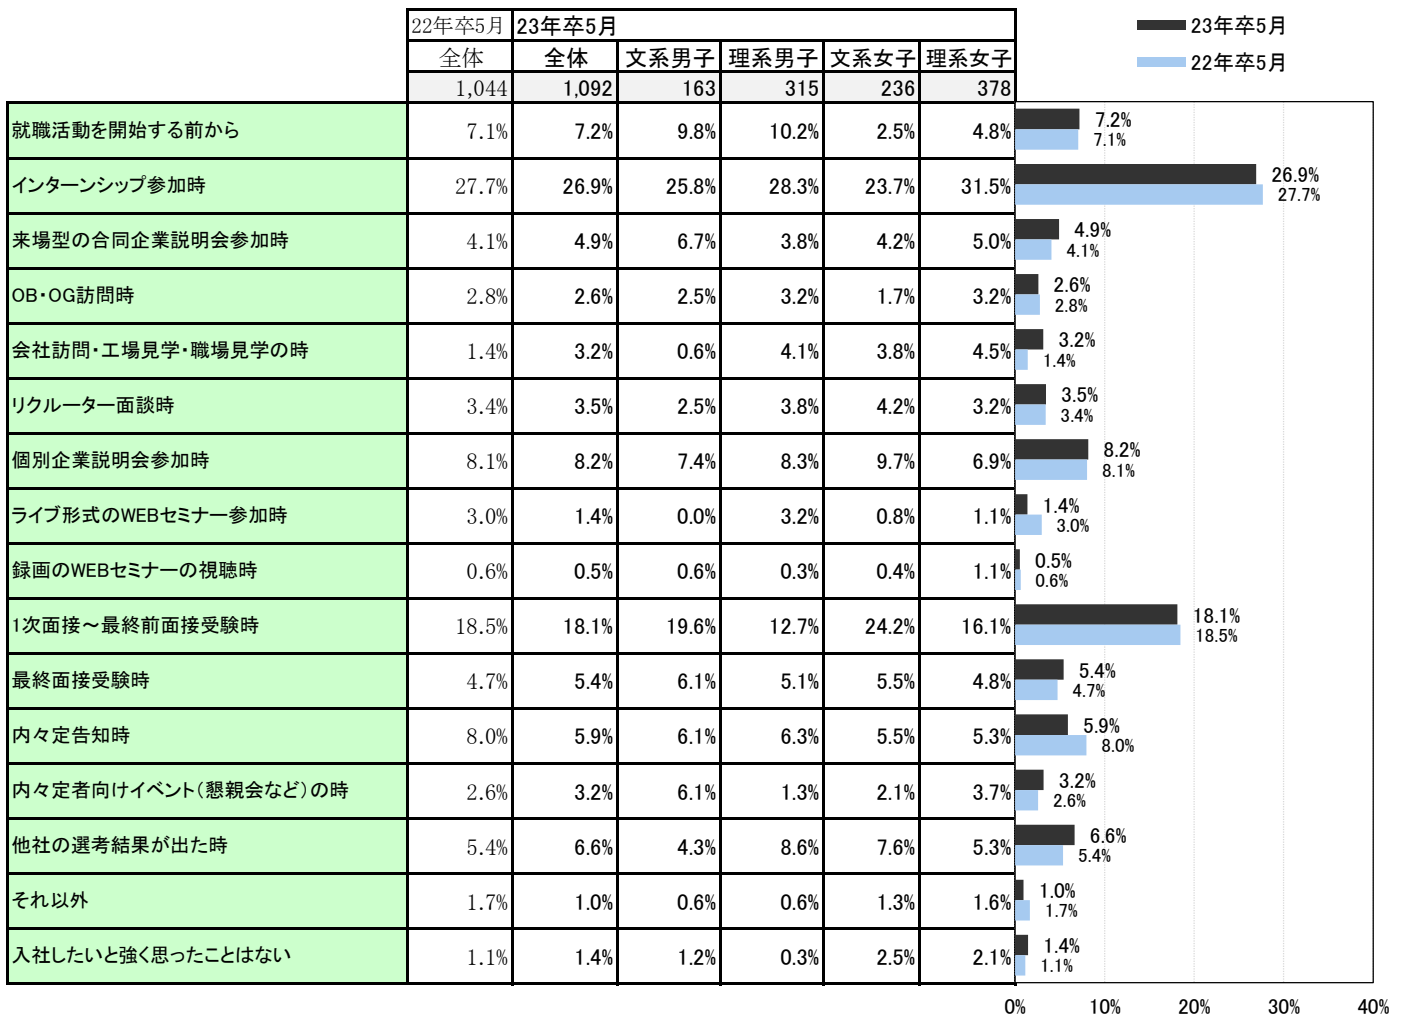 22年卒5月 23年卒5月
全体 全体 文系男子 理系男子 文系女子 理系女子
1,044 1,092 163 315 236 378
23年卒5月
22年卒5月
就職活動を開始する前から 7.1% 7.2% 9.8% 10.2% 2.5% 4.8% 7.2%
7.1%
インターンシップ参加時 27.7% 26.9% 25.8% 28.3% 23.7% 31.5% 26.9%
27.7%
来場型の合同企業説明会参加時 4.1% 4.9% 6.7% 3.8% 4.2% 5.0% 4.9%
4.1%
OB・OG訪問時 2.8% 2.6% 2.5% 3.2% 1.7% 3.2% 2.6%
2.8%
会社訪問・工場見学・職場見学の時 1.4% 3.2% 0.6% 4.1% 3.8% 4.5% 3.2%
1.4%
リクルーター面談時 3.4% 3.5% 2.5% 3.8% 4.2% 3.2% 3.5%
3.4%
個別企業説明会参加時 8.1% 8.2% 7.4% 8.3% 9.7% 6.9% 8.2%
8.1%
ライブ形式のWEBセミナー参加時 3.0% 1.4% 0.0% 3.2% 0.8% 1.1% 1.4%
3.0%
録画のWEBセミナーの視聴時 0.6% 0.5% 0.6% 0.3% 0.4% 1.1% 0.5%
0.6%
1次面接～最終前面接受験時 18.5% 18.1% 19.6% 12.7% 24.2% 16.1% 18.1%
18.5%
最終面接受験時 4.7% 5.4% 6.1% 5.1% 5.5% 4.8% 5.4%
4.7%
内々定告知時 8.0% 5.9% 6.1% 6.3% 5.5% 5.3% 5.9%
8.0%
内々定者向けイベント（懇親会など）の時 2.6% 3.2% 6.1% 1.3% 2.1% 3.7% 3.2%
2.6%
他社の選考結果が出た時 5.4% 6.6% 4.3% 8.6% 7.6% 5.3% 6.6%
5.4%
それ以外 1.7% 1.0% 0.6% 0.6% 1.3% 1.6% 1.0%
1.7%
入社したいと強く思ったことはない 1.1% 1.4% 1.2% 0.3% 2.5% 2.1% 1.4%
1.1%
0% 10% 20% 30% 40%